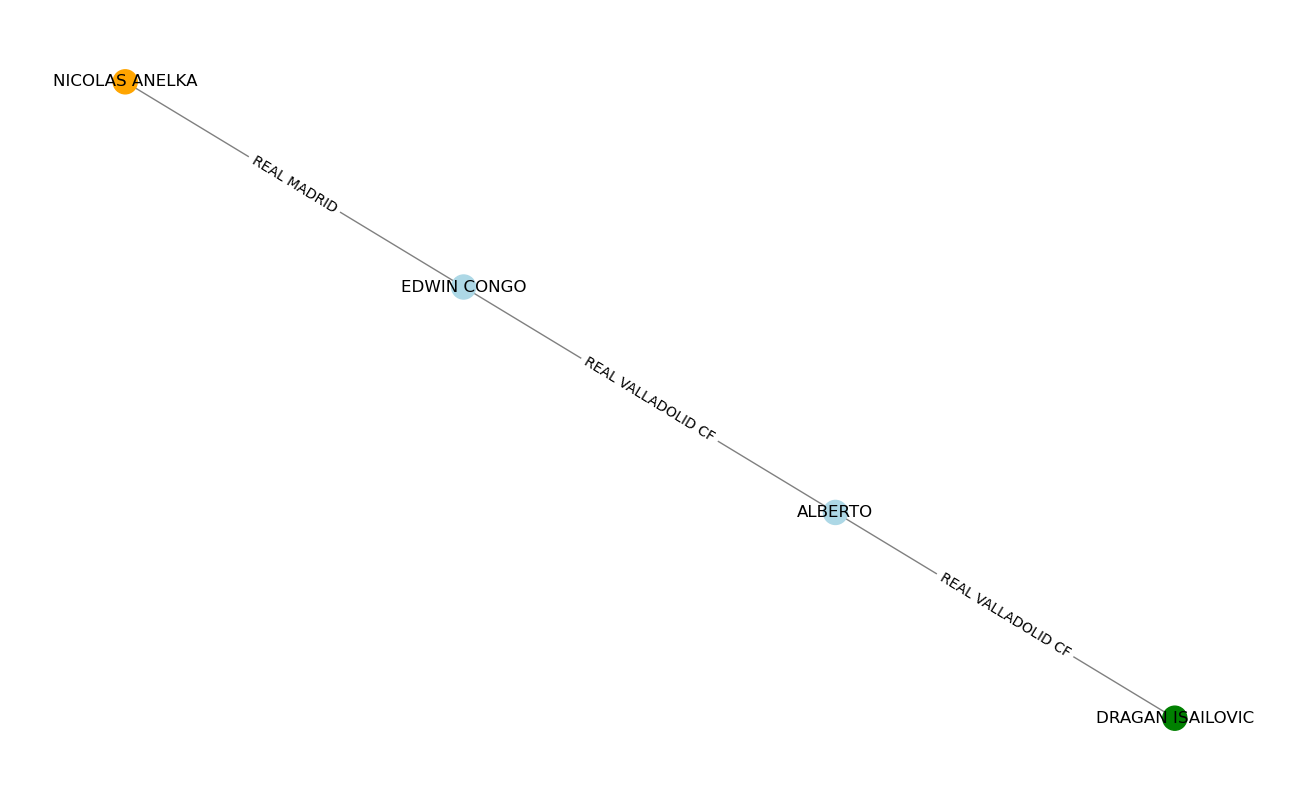 NICOLAS ANELKA
REAL MADRID
EDWIN CONGO
REAL VALLADOLID CF
ALBERTO
REAL VALLADOLID CF
DRAGAN ISAILOVIC